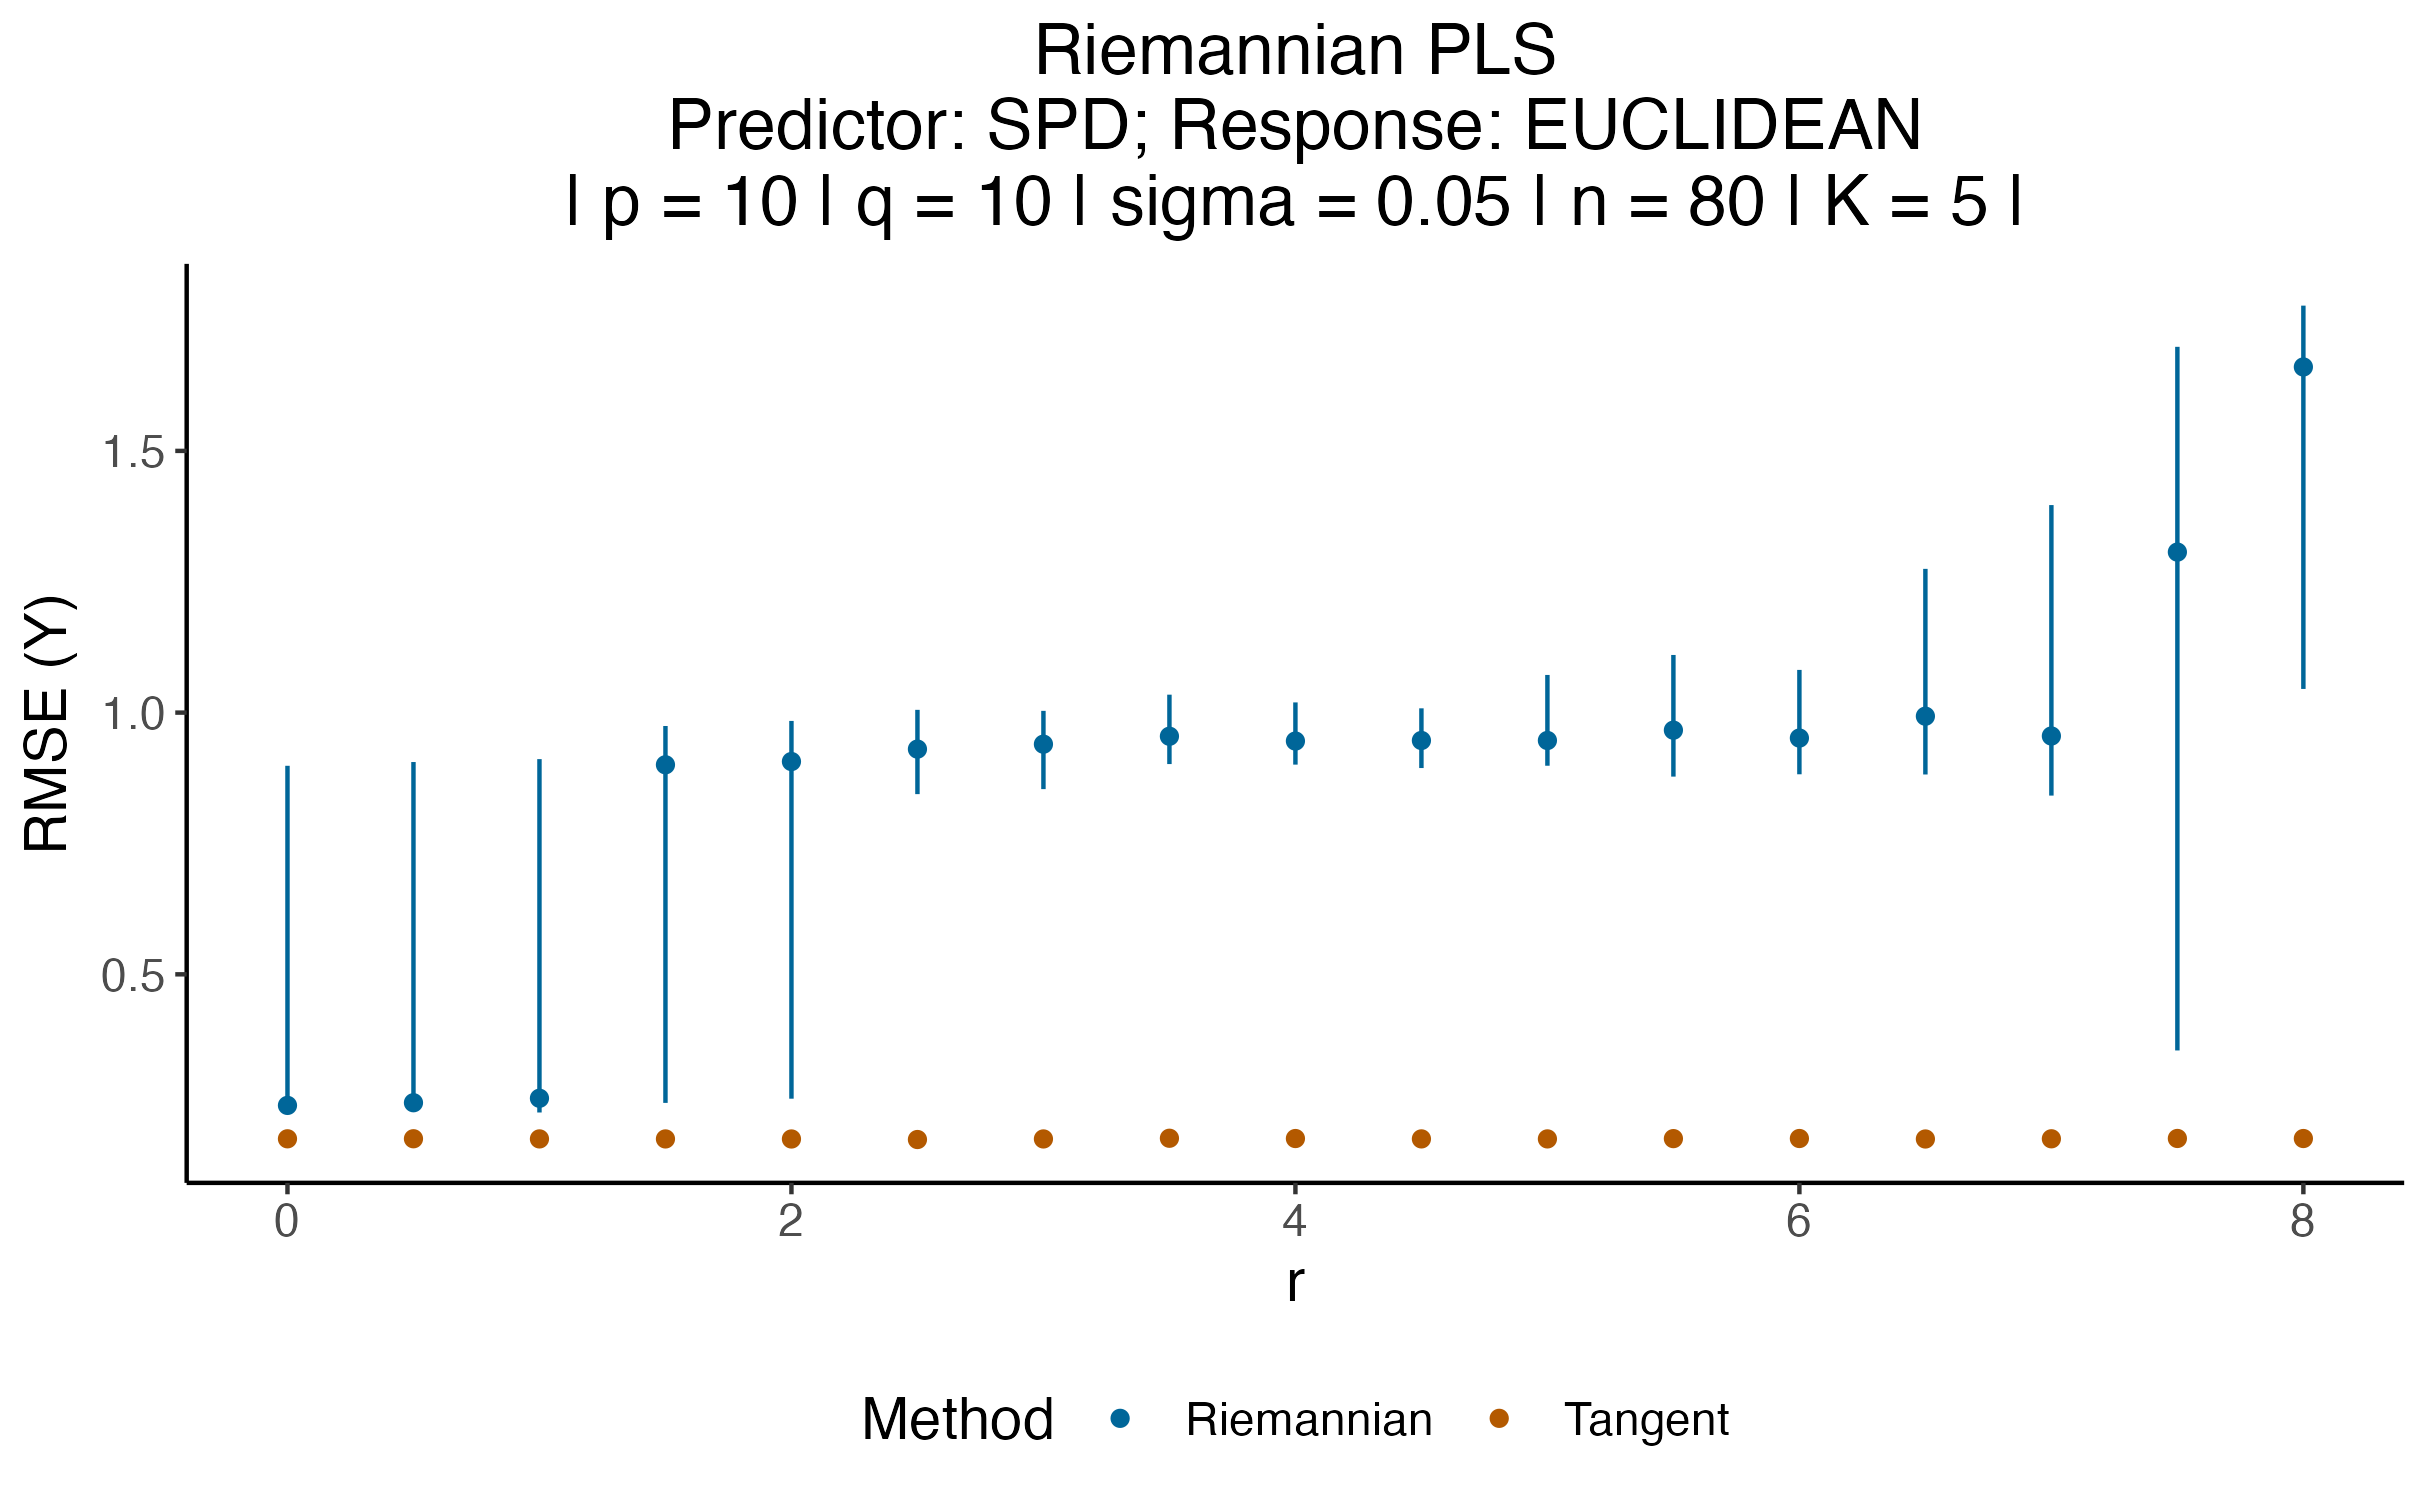 Riemannian PLS
Predictor: SPD; Response: EUCLIDEAN
| p = 10 | q = 10 | sigma = 0.05 | n = 80 | K = 5 |
RMSE (Y)
1.5
1.0
0.5
0 2 4 6 8
r
Method Riemannian Tangent